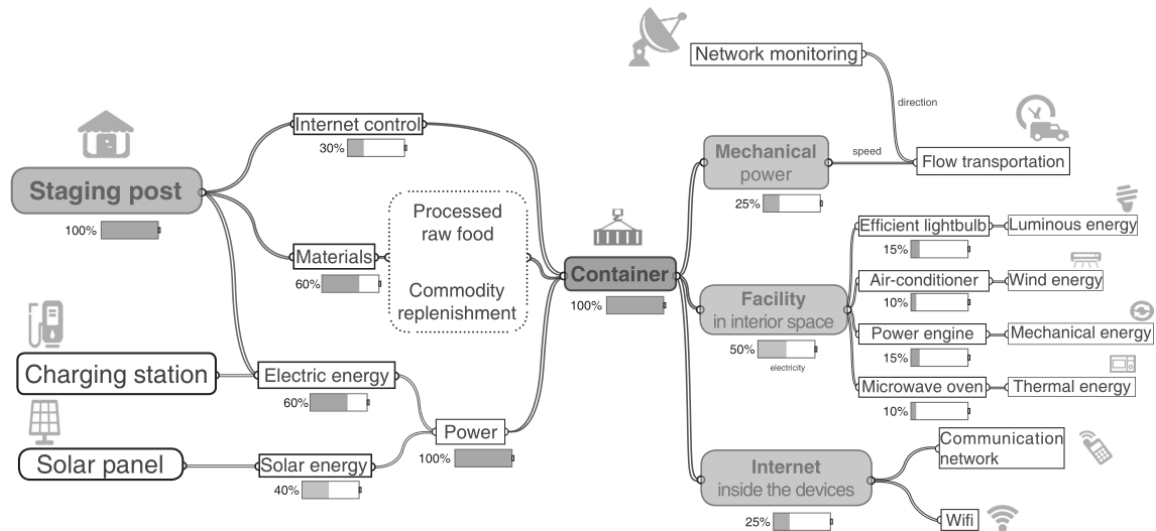 Network monitoring
direction
Internet control
30%
Mechanical
power
25%
speed
Flow transportation
Staging post
100%
Processed
raw food
Commodity
replenishment
Materials
60%
Container
100%
Efficient lightbulb
15%
Luminous energy
Air-conditioner
10%
Wind energy
Facility
in interior space
50%
electricity
Power engine
15%
Mechanical energy
Microwave oven
10%
Thermal energy
Charging station
Electric energy
60%
Power
100%
Solar panel
Solar energy
40%
Internet
inside the devices
25%
Communication
network
Wifi